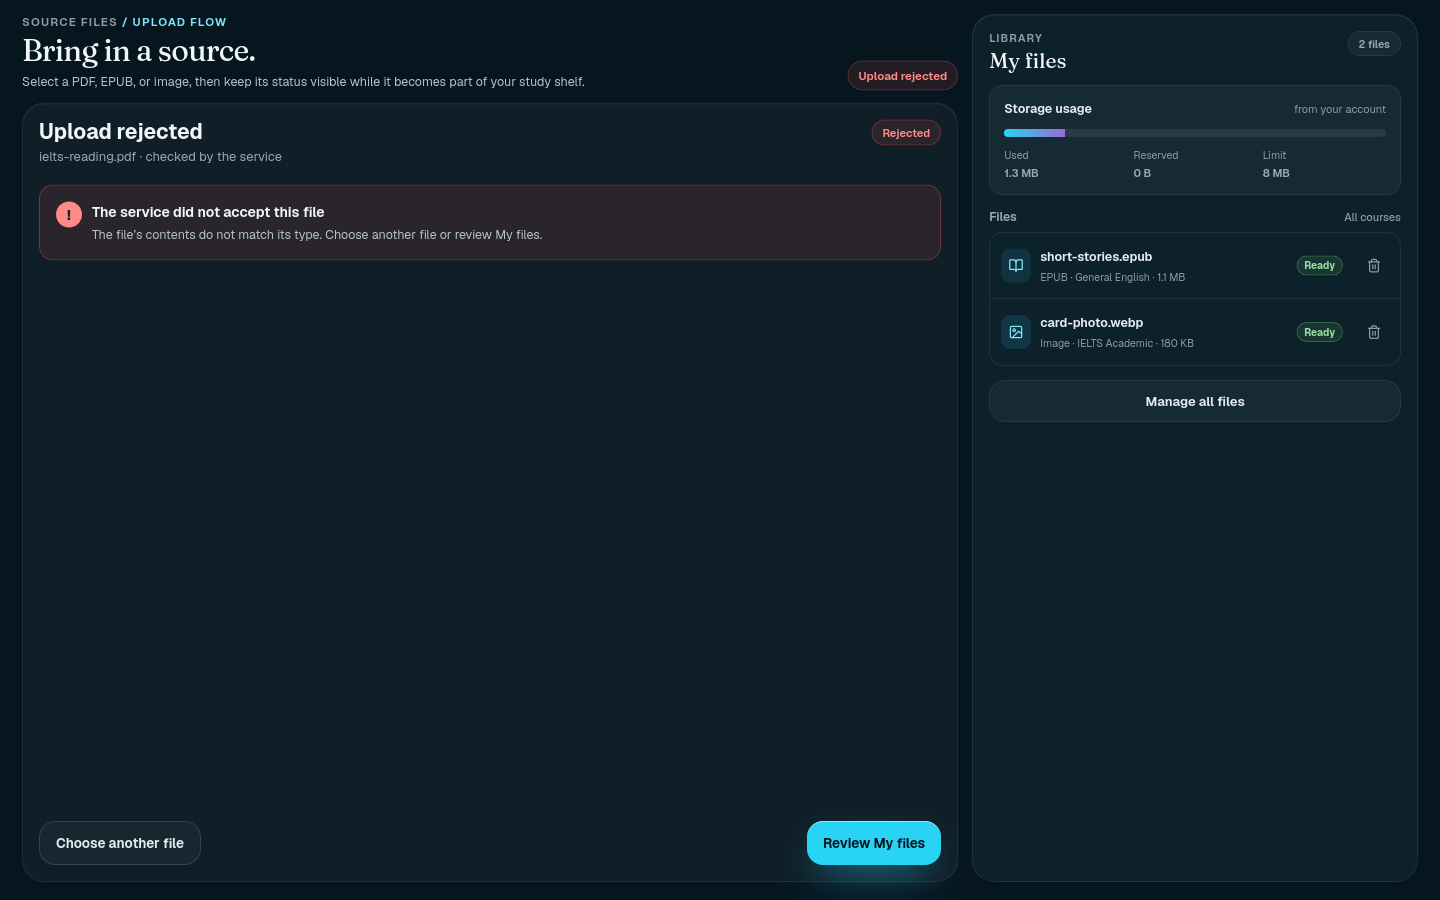 SOURCE FILES / UPLOAD FLOW
Bring in a source.
Select a PDF, EPUB, or image, then keep its status visible while it becomes part of your study shelf.
Upload rejected
Upload rejected
Rejected
ielts-reading.pdf · checked by the service
!
The service did not accept this file
The file's contents do not match its type. Choose another file or review My files.
Choose another file
Review My files
LIBRARY
My files
2 files
Storage usage
from your account
Used
Reserved
Limit
1.3 MB
0 B
8 MB
Files
All courses
short-stories.epub
EPUB · General English · 1.1 MB
Ready
card-photo.webp
Image · IELTS Academic · 180 KB
Ready
Manage all files